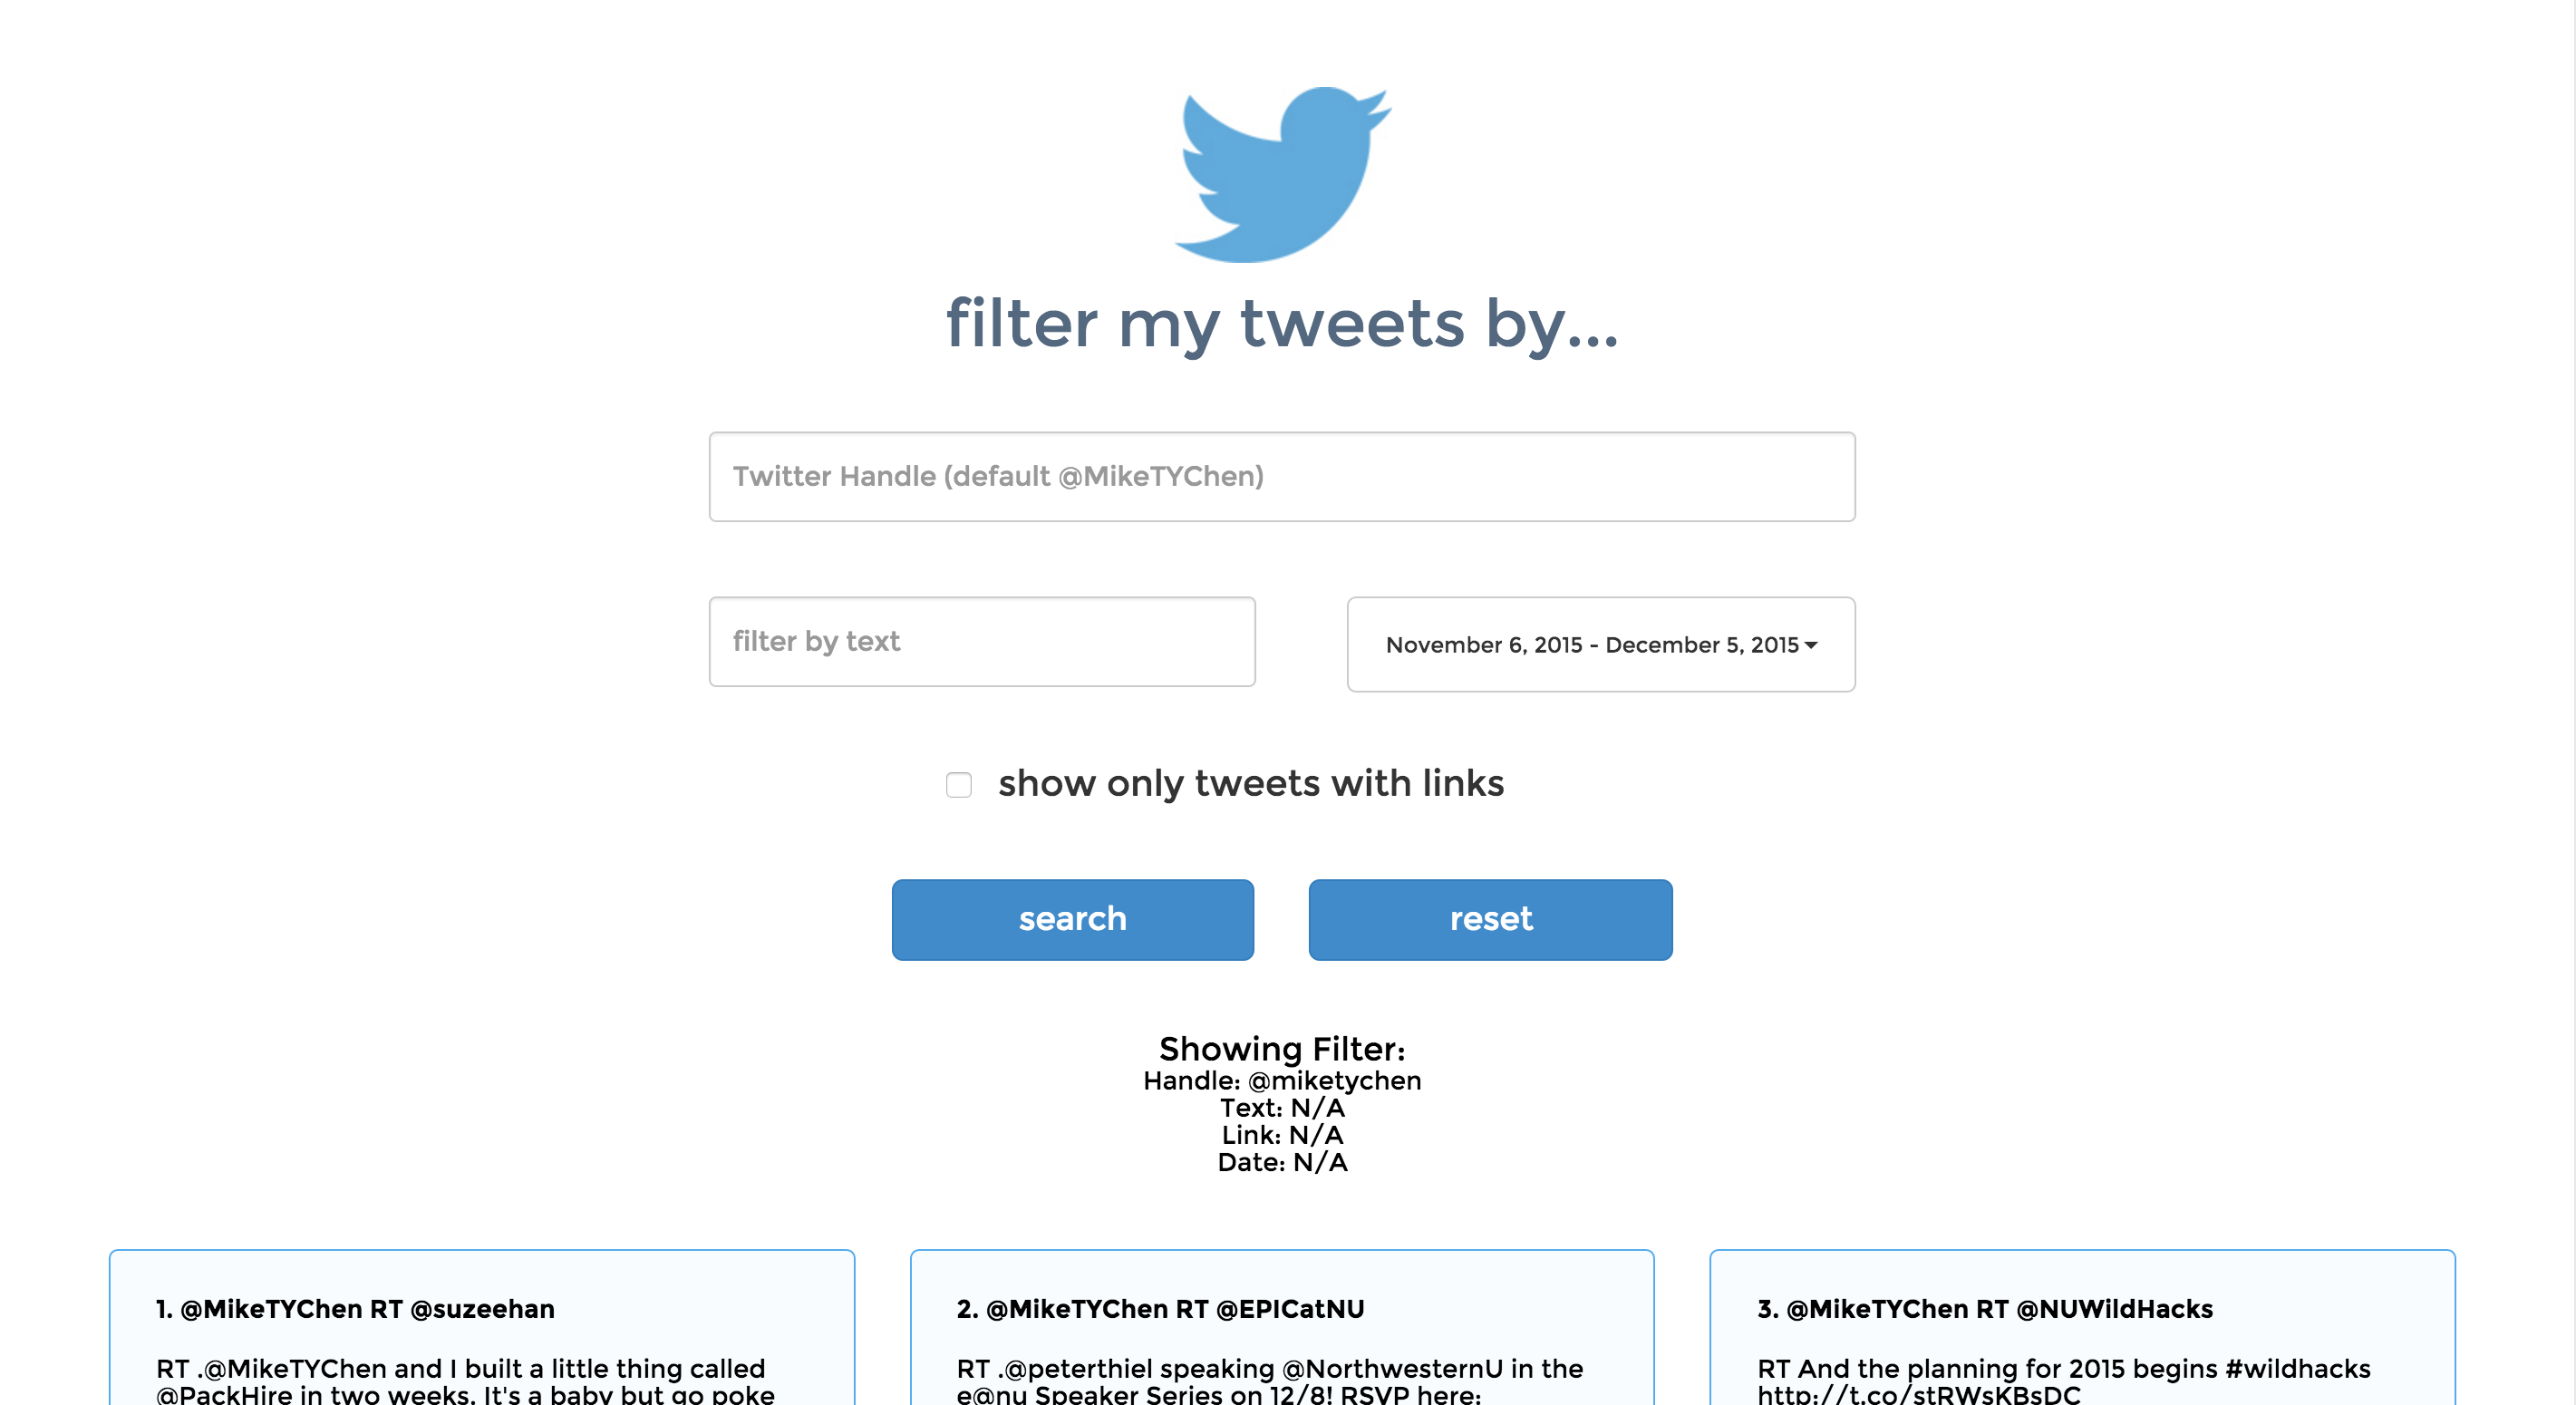 filter my tweets by...
Twitter Handle (default @MikeTYChen)
filter by text
November 6, 2015 - December 5, 2015
show only tweets with links
search
reset
Showing Filter:
Handle: @miketychen
Text: N/A
Link: N/A
Date: N/A
1. @MikeTYChen RT @suzeehan
RT .@MikeTYChen and I built a little thing called
@PackHire in two weeks. It's a baby but go poke
2. @MikeTYChen RT @EPICatNU
RT .@peterthiel speaking @NorthwesternU in the
e@nu Speaker Series on 12/8! RSVP here:
3. @MikeTYChen RT @NUWildHacks
RT And the planning for 2015 begins #wildhacks
http://t.co/stRWsKBsDC